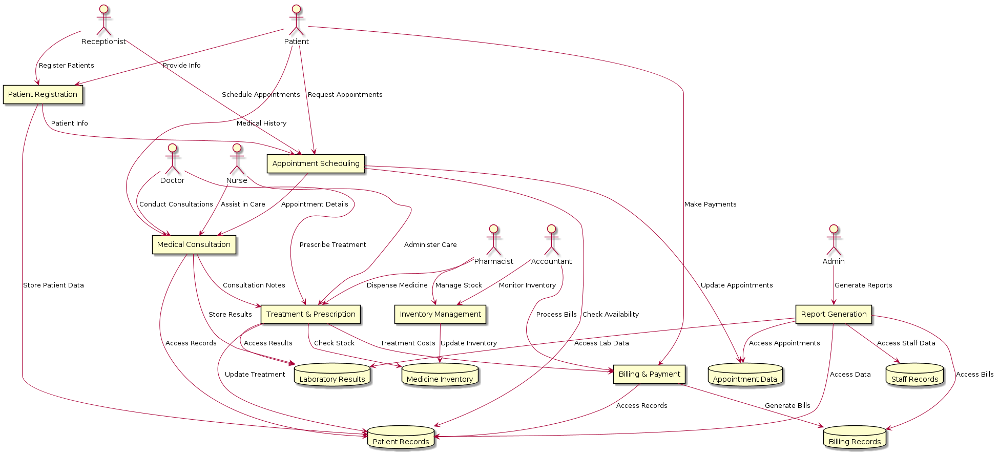 Receptionist
Patient
Register Patients
Provide Info
Patient Registration
Schedule Appointments
Request Appointments
Patient Info
Medical History
Appointment Scheduling
Doctor
Nurse
Conduct Consultations
Assist in Care
Appointment Details
Make Payments
Medical Consultation
Prescribe Treatment
Administer Care
Pharmacist
Accountant
Admin
Store Patient Data
Consultation Notes
Dispense Medicine
Manage Stock
Monitor Inventory
Update Appointments
Generate Reports
Store Results
Treatment & Prescription
Inventory Management
Process Bills
Check Availability
Report Generation
Access Records
Access Results
Check Stock
Treatment Costs
Update Inventory
Access Lab Data
Access Appointments
Access Staff Data
Update Treatment
Laboratory Results
Medicine Inventory
Billing & Payment
Appointment Data
Access Data
Staff Records
Access Bills
Access Records
Generate Bills
Patient Records
Billing Records